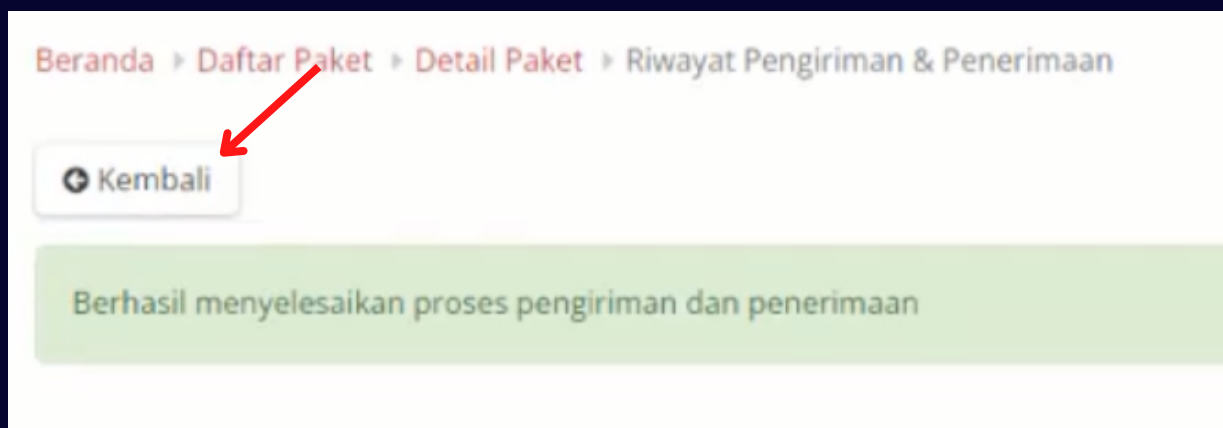 Beranda Daftar Paket Detail Paket Riwayat Pengiriman & Penerimaan
Kembali
Berhasil menyelesaikan proses pengiriman dan penerimaan